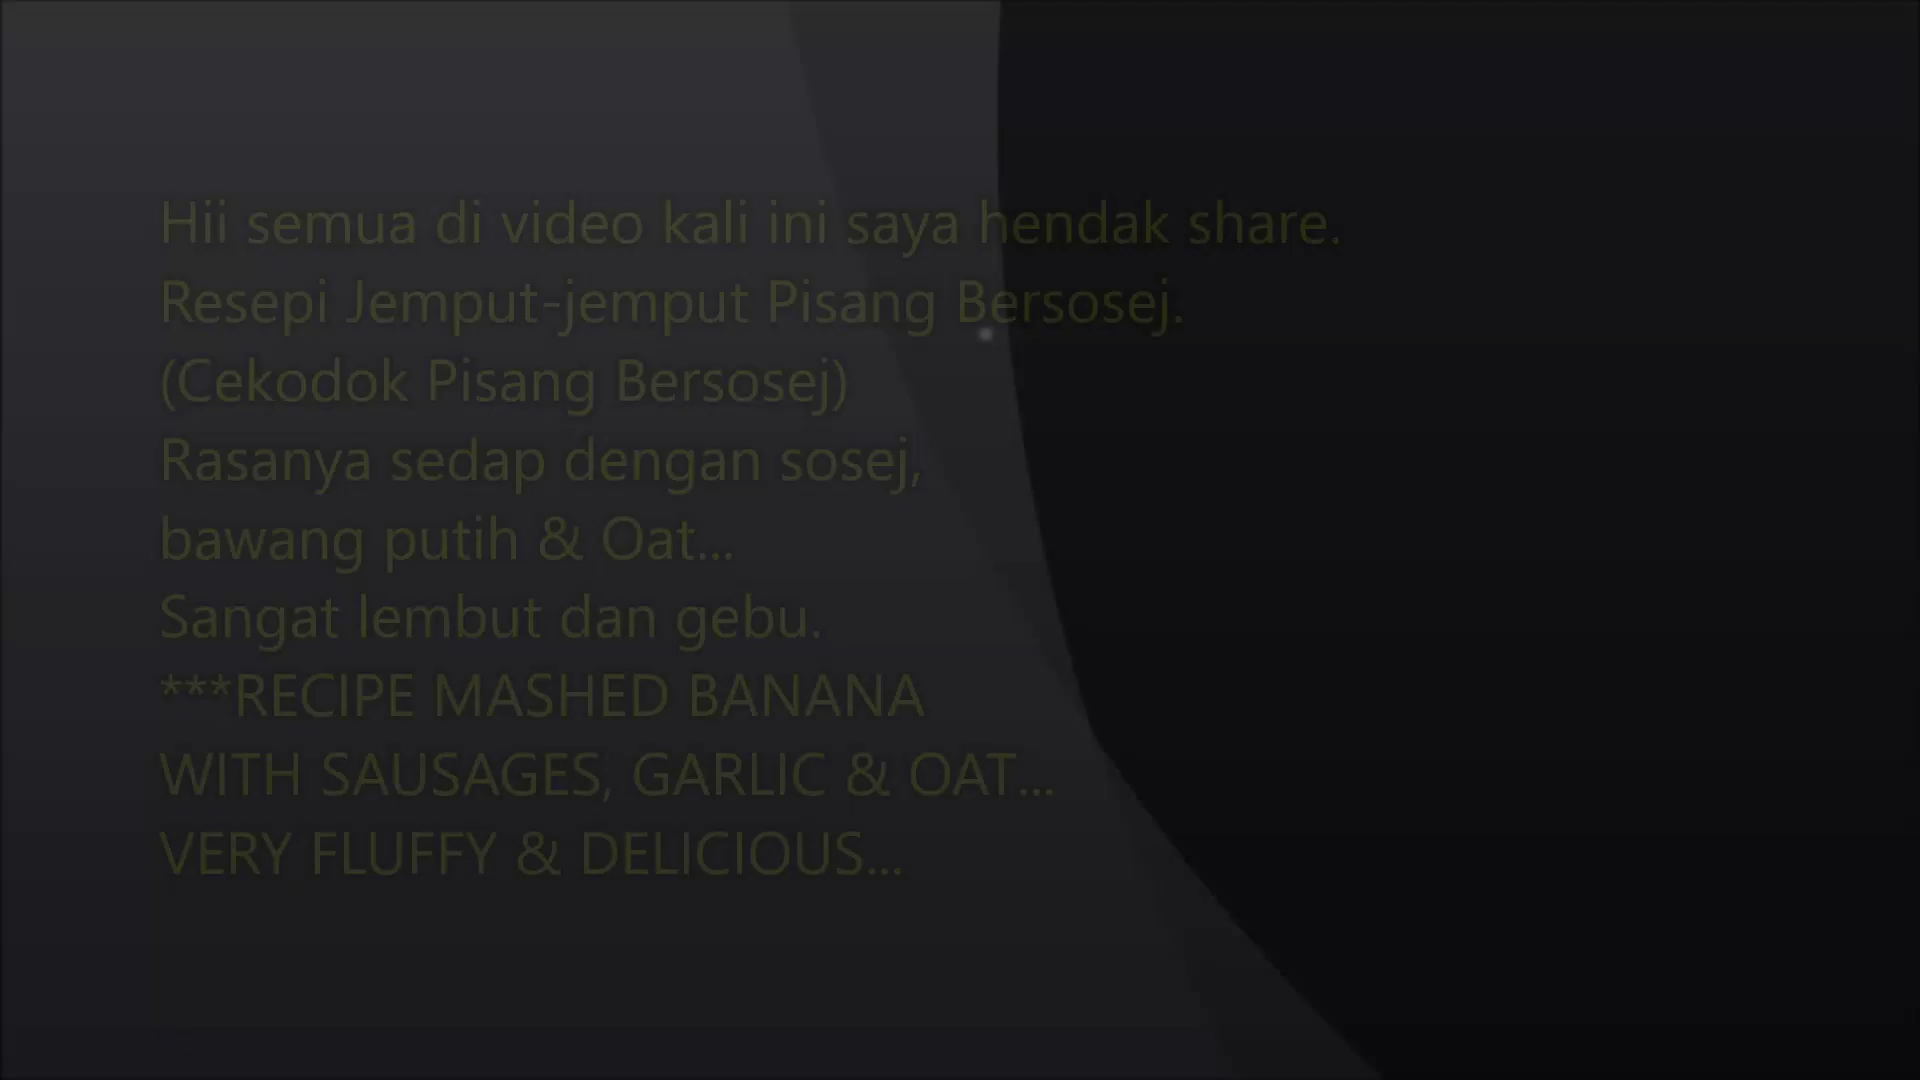 Hii semua di video kali ini saya hendak share.
Resepi Jemput-jemput Pisang Bersosej.
(Cekodok Pisang Bersosej)
Rasanya sedap dengan sosej,
bawang putih & Oat...
Sangat lembut dan gebu.
***RECIPE MASHED BANANA
WITH SAUSAGES, GARLIC & OAT...
VERY FLUFFY & DELICIOUS...